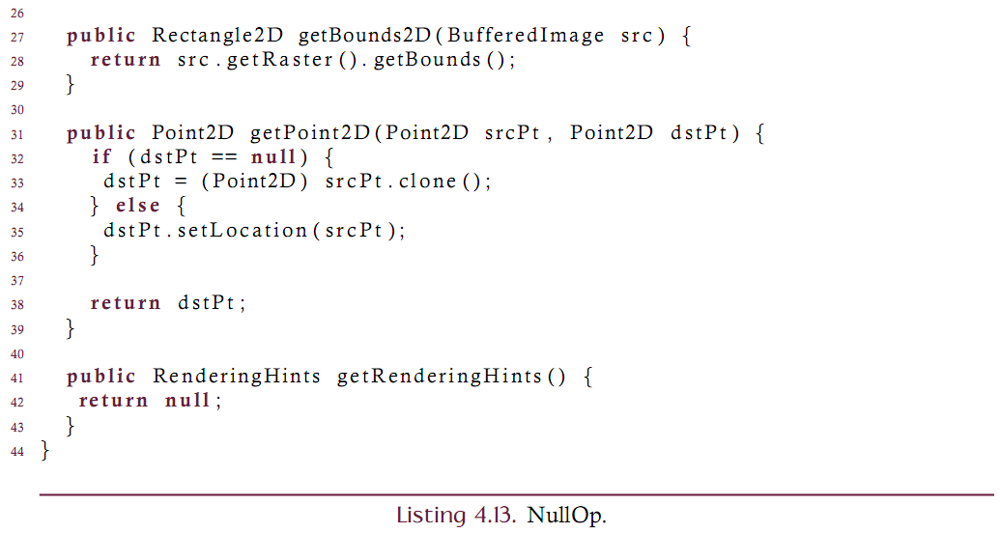 26
27 public Rectangle2D getBounds2D(BufferedImage src) {
28 return src.getRaster().getBounds();
29 }
30
31 public Point2D getPoint2D(Point2D srcPt, Point2D dstPt) {
32 if (dstPt == null) {
33 dstPt = (Point2D) srcPt.clone();
34 } else {
35 dstPt.setLocation(srcPt);
36 }
37
38 return dstPt;
39 }
40
41 public RenderingHints getRenderingHints() {
42 return null;
43 }
44 }
Listing 4.13. NullOp.